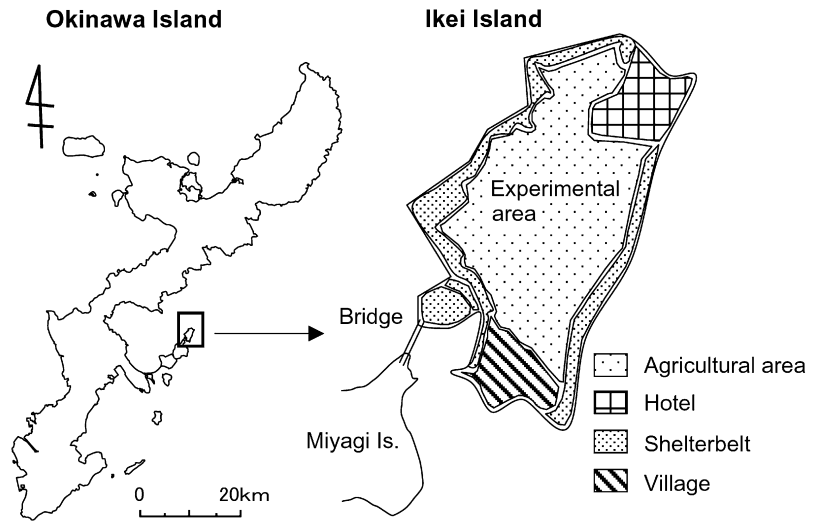 Okinawa Island
Ikei Island
Experimental
area
Bridge
Miyagi Is.
Agricultural area
Hotel
Shelterbelt
Village
0 20km